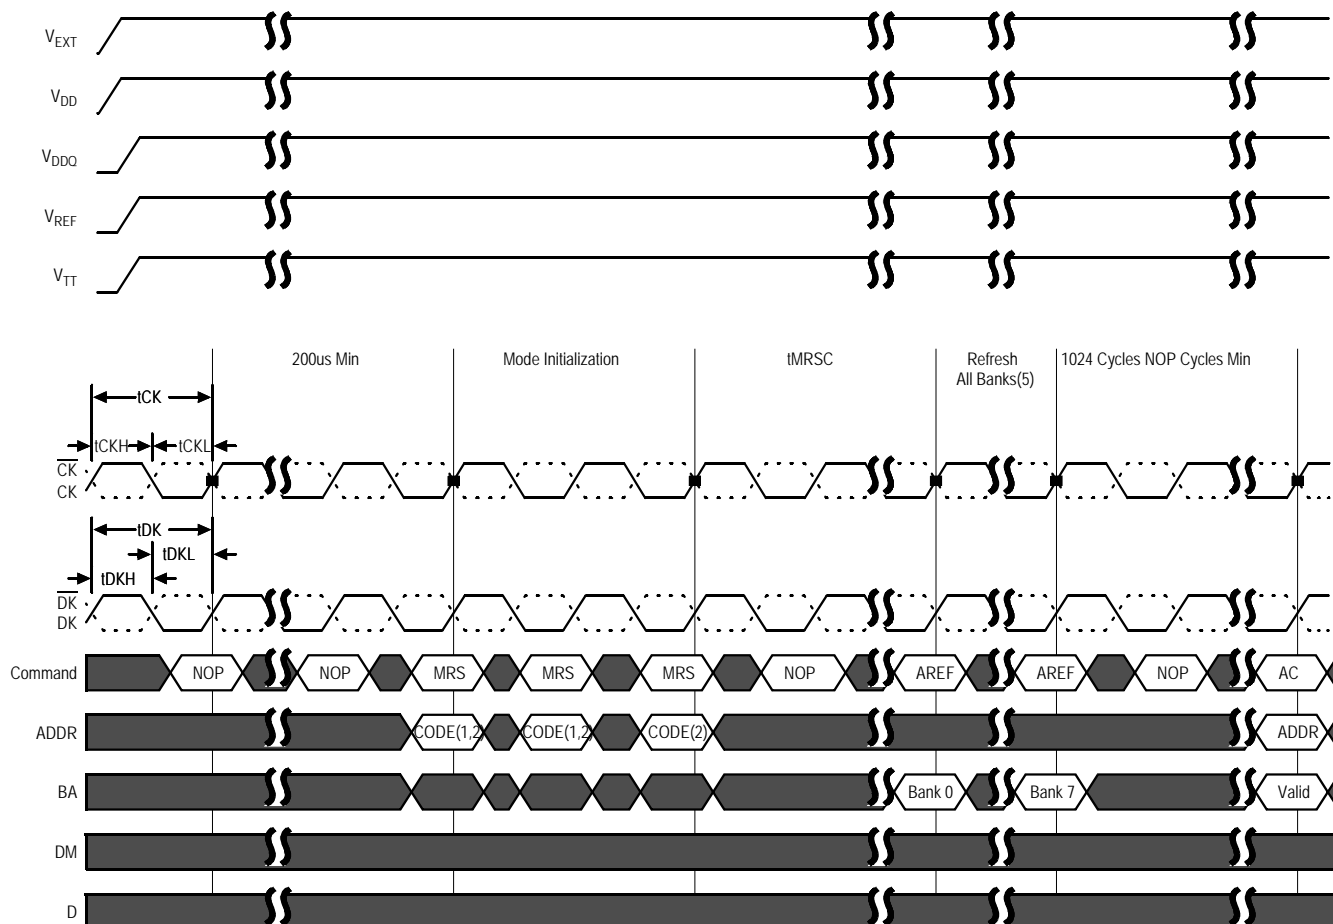 VEXT
VDD
VDDQ
VREF
VTT
200us Min
Mode Initialization
tMRSC
Refresh
All Banks(5)
1024 Cycles NOP Cycles Min
tCK
tCKH
tCKL
CK
CK
tDK
tDKL
tDKH
DK
DK
Command NOP NOP MRS MRS MRS NOP AREF AREF NOP AC
ADDR CODE(1,2) CODE(1,2) CODE(2) ADDR
BA Bank 0 Bank 7 Valid
DM
D